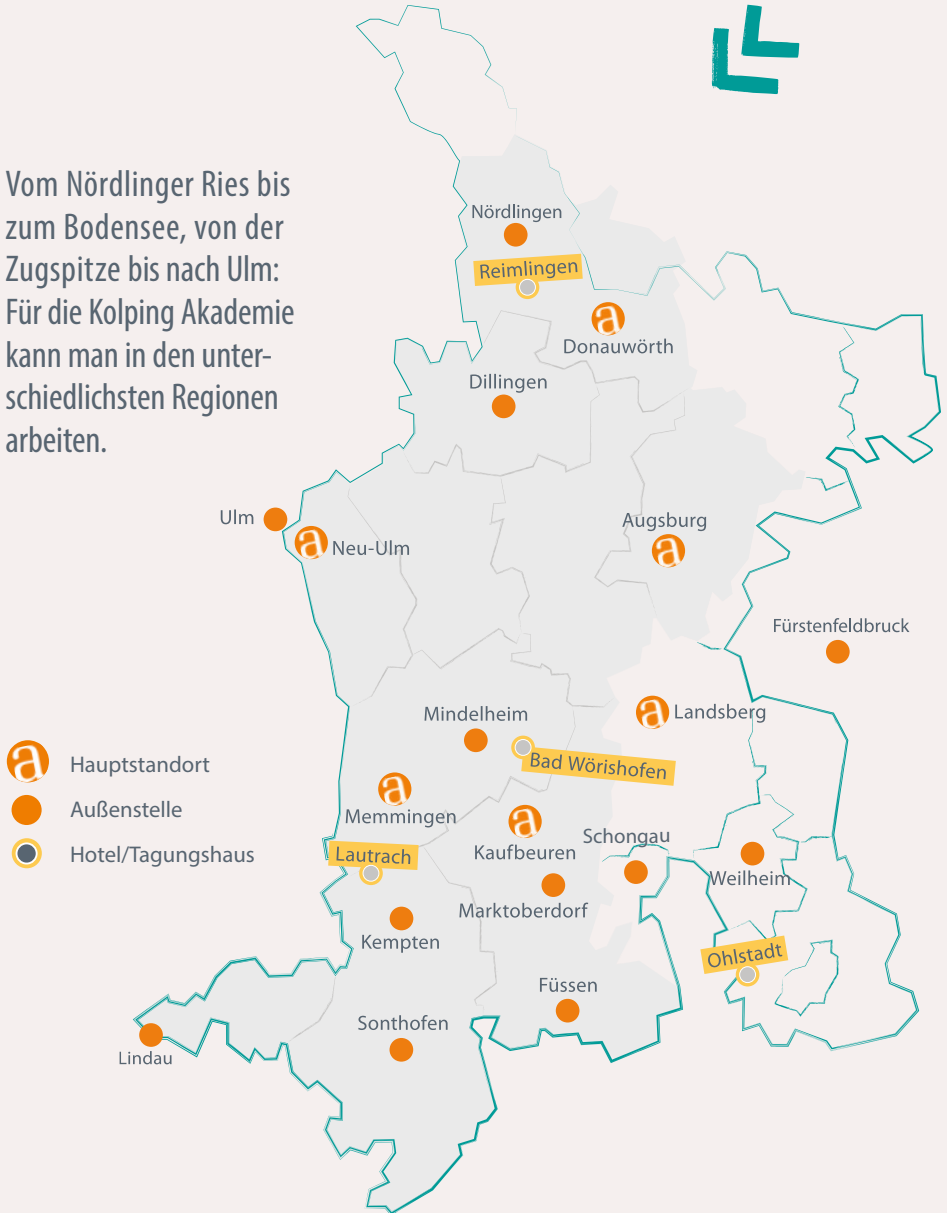 Vom Nördlinger Ries bis
zum Bodensee, von der
Zugspitze bis nach Ulm:
Für die Kolping Akademie
kann man in den unter-
schiedlichsten Regionen
arbeiten.
Nördlingen
Reimlingen
a
Donauwörth
Dillingen
Ulm
a
Neu-Ulm
Augsburg
a
Fürstenfeldbruck
a
Landsberg
Mindelheim
Bad Wörishofen
a
Memmingen
a
Kaufbeuren
Schongau
Weilheim
Lautrach
Marktoberdorf
Kempten
Ohlstadt
Füssen
Sonthofen
Lindau
a
Hauptstandort
Außenstelle
Hotel/Tagungshaus